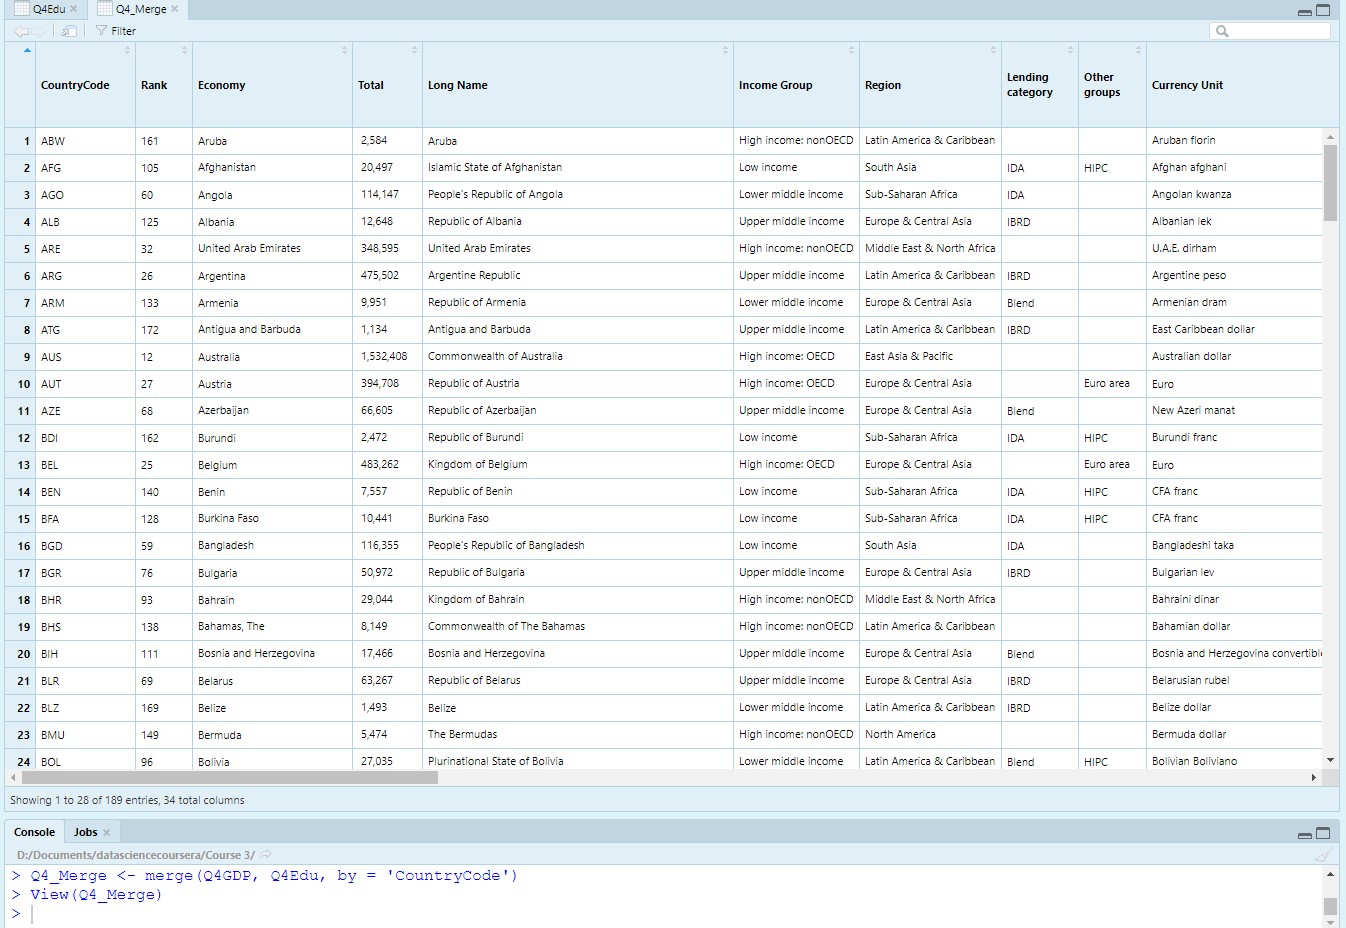 Q4Edu × Q4_Merge ×
Filter
CountryCode Rank Economy Total Long Name Income Group Region Lending category Other groups Currency Unit
1 ABW 161 Aruba 2,584 Aruba High income: nonOECD Latin America & Caribbean Aruban florin
2 AFG 105 Afghanistan 20,497 Islamic State of Afghanistan Low income South Asia IDA HIPC Afghan afghani
3 AGO 60 Angola 114,147 People's Republic of Angola Lower middle income Sub-Saharan Africa IDA Angolan kwanza
4 ALB 125 Albania 12,648 Republic of Albania Upper middle income Europe & Central Asia IBRD Albanian lek
5 ARE 32 United Arab Emirates 348,595 United Arab Emirates High income: nonOECD Middle East & North Africa U.A.E. dirham
6 ARG 26 Argentina 475,502 Argentine Republic Upper middle income Latin America & Caribbean IBRD Argentine peso
7 ARM 133 Armenia 9,951 Republic of Armenia Lower middle income Europe & Central Asia Blend Armenian dram
8 ATG 172 Antigua and Barbuda 1,134 Antigua and Barbuda Upper middle income Latin America & Caribbean IBRD East Caribbean dollar
9 AUS 12 Australia 1,532,408 Commonwealth of Australia High income: OECD East Asia & Pacific Australian dollar
10 AUT 27 Austria 394,708 Republic of Austria High income: OECD Europe & Central Asia Euro area Euro
11 AZE 68 Azerbaijan 66,605 Republic of Azerbaijan Upper middle income Europe & Central Asia Blend New Azeri manat
12 BDI 162 Burundi 2,472 Republic of Burundi Low income Sub-Saharan Africa IDA HIPC Burundi franc
13 BEL 25 Belgium 483,262 Kingdom of Belgium High income: OECD Europe & Central Asia Euro area Euro
14 BEN 140 Benin 7,557 Republic of Benin Low income Sub-Saharan Africa IDA HIPC CFA franc
15 BFA 128 Burkina Faso 10,441 Burkina Faso Low income Sub-Saharan Africa IDA HIPC CFA franc
16 BGD 59 Bangladesh 116,355 People's Republic of Bangladesh Low income South Asia IDA Bangladeshi taka
17 BGR 76 Bulgaria 50,972 Republic of Bulgaria Upper middle income Europe & Central Asia IBRD Bulgarian lev
18 BHR 93 Bahrain 29,044 Kingdom of Bahrain High income: nonOECD Middle East & North Africa Bahraini dinar
19 BHS 138 Bahamas, The 8,149 Commonwealth of The Bahamas High income: nonOECD Latin America & Caribbean Bahamian dollar
20 BIH 111 Bosnia and Herzegovina 17,466 Bosnia and Herzegovina Upper middle income Europe & Central Asia Blend Bosnia and Herzegovina convertibl
21 BLR 69 Belarus 63,267 Republic of Belarus Upper middle income Europe & Central Asia IBRD Belarusian rubel
22 BLZ 169 Belize 1,493 Belize Lower middle income Latin America & Caribbean IBRD Belize dollar
23 BMU 149 Bermuda 5,474 The Bermudas High income: nonOECD North America Bermuda dollar
24 BOL 96 Bolivia 27,035 Plurinational State of Bolivia Lower middle income Latin America & Caribbean Blend HIPC Bolivian Boliviano
Showing 1 to 28 of 189 entries, 34 total columns
Console Jobs ×
D:/Documents/datasciencecoursera/Course 3/
> Q4_Merge <- merge(Q4GDP, Q4Edu, by = 'CountryCode')
> View(Q4_Merge)
>